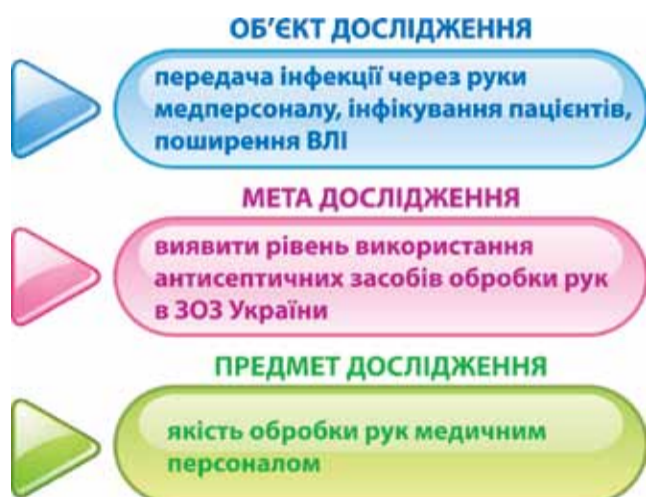 ОБ'ЄКТ ДОСЛІДЖЕННЯ
передача інфекції через руки
медперсоналу, інфікування пацієнтів,
поширення ВЛІ
МЕТА ДОСЛІДЖЕННЯ
виявити рівень використання
антисептичних засобів обробки рук
в ЗОЗ України
ПРЕДМЕТ ДОСЛІДЖЕННЯ
якість обробки рук медичним
персоналом